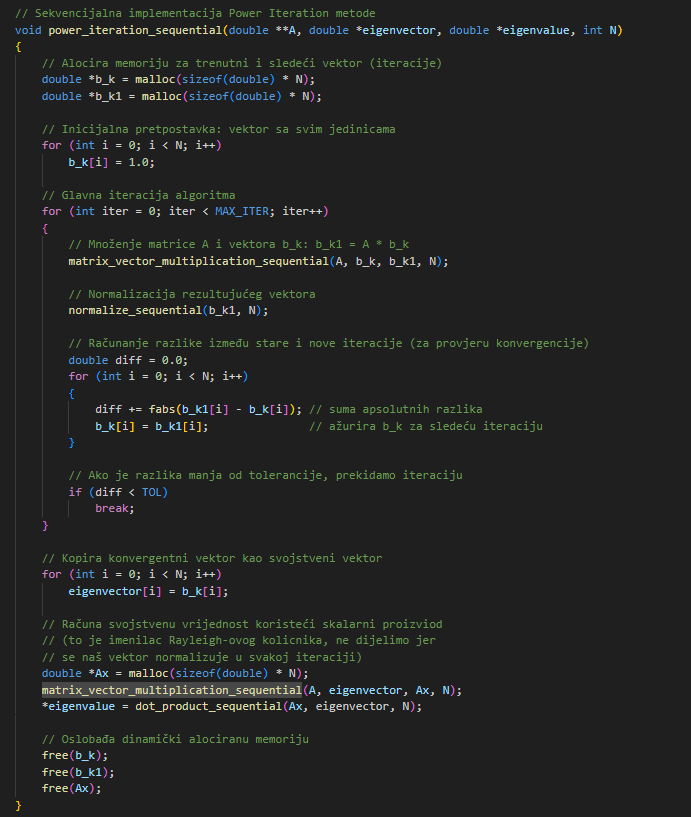 // Sekvencijalna implementacija Power Iteration metode
void power_iteration_sequential(double **A, double *eigenvector, double *eigenvalue, int N)
{
    // Alocira memoriju za trenutni i sledeći vektor (iteracije)
    double *b_k = malloc(sizeof(double) * N);
    double *b_k1 = malloc(sizeof(double) * N);

    // Inicijalna pretpostavka: vektor sa svim jedinicama
    for (int i = 0; i < N; i++)
        b_k[i] = 1.0;

    // Glavna iteracija algoritma
    for (int iter = 0; iter < MAX_ITER; iter++)
    {
        // Množenje matrice A i vektora b_k: b_k1 = A * b_k
        matrix_vector_multiplication_sequential(A, b_k, b_k1, N);

        // Normalizacija rezultujućeg vektora
        normalize_sequential(b_k1, N);

        // Računanje razlike između stare i nove iteracije (za provjeru konvergencije)
        double diff = 0.0;
        for (int i = 0; i < N; i++)
        {
            diff += fabs(b_k1[i] - b_k[i]); // suma apsolutnih razlika
            b_k[i] = b_k1[i];               // ažurira b_k za sledeću iteraciju
        }

        // Ako je razlika manja od tolerancije, prekidamo iteraciju
        if (diff < TOL)
            break;
    }

    // Kopira konvergentni vektor kao svojstveni vektor
    for (int i = 0; i < N; i++)
        eigenvector[i] = b_k[i];

    // Računa svojstvenu vrijednost koristeći skalarni proizviod
    // (to je imenilac Rayleigh-ovog kolicnika, ne dijelimo jer
    // se naš vektor normalizuje u svakoj iteraciji)
    double *Ax = malloc(sizeof(double) * N);
    matrix_vector_multiplication_sequential(A, eigenvector, Ax, N);
    *eigenvalue = dot_product_sequential(Ax, eigenvector, N);

    // Oslobađa dinamički alociranu memoriju
    free(b_k);
    free(b_k1);
    free(Ax);
}